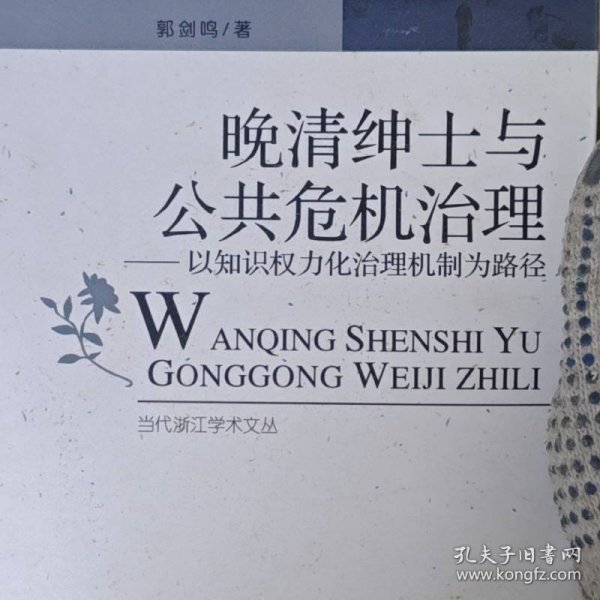 郭剑鸣/著
晚清绅士与
公共危机治理
——以知识权力化治理机制为路径
WANQING SHENSHI YU
GONGGONG WEIJI ZHILI
当代浙江学术文丛
孔夫子旧书网
www.kongfz.com